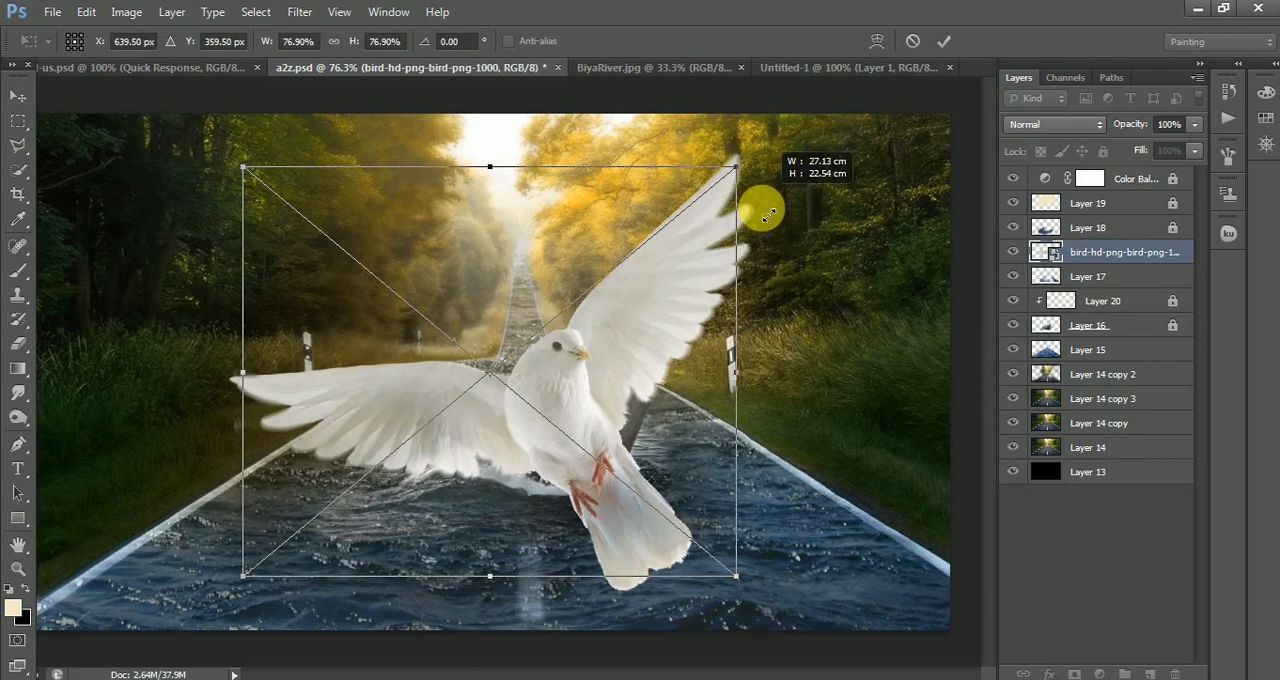 Ps File Edit Image Layer Type Select Filter View Window Help
X: 639.50 px Y: 359.50 px W: 76.90% H: 76.90% 0.00 ° Anti-alias Painting
t-us.psd @ 100% (Quick Response, RGB/8... × a2z.psd @ 76.3% (bird-hd-png-bird-png-1000, RGB/8) * × BiyaRiver.jpg @ 33.3% (RGB/8... × Untitled-1 @ 100% (Layer 1, RGB/8... ×
Layers Channels Paths
Kind
Normal Opacity: 100%
Lock: Fill: 100%
W : 27.13 cm
H : 22.54 cm
Color Bal...
Layer 19
Layer 18
bird-hd-png-bird-png-1...
Layer 17
Layer 20
Layer 16
Layer 15
Layer 14 copy 2
Layer 14 copy 3
Layer 14 copy
Layer 14
Layer 13
ku
T
fx
Doc: 2.64M/37.9M